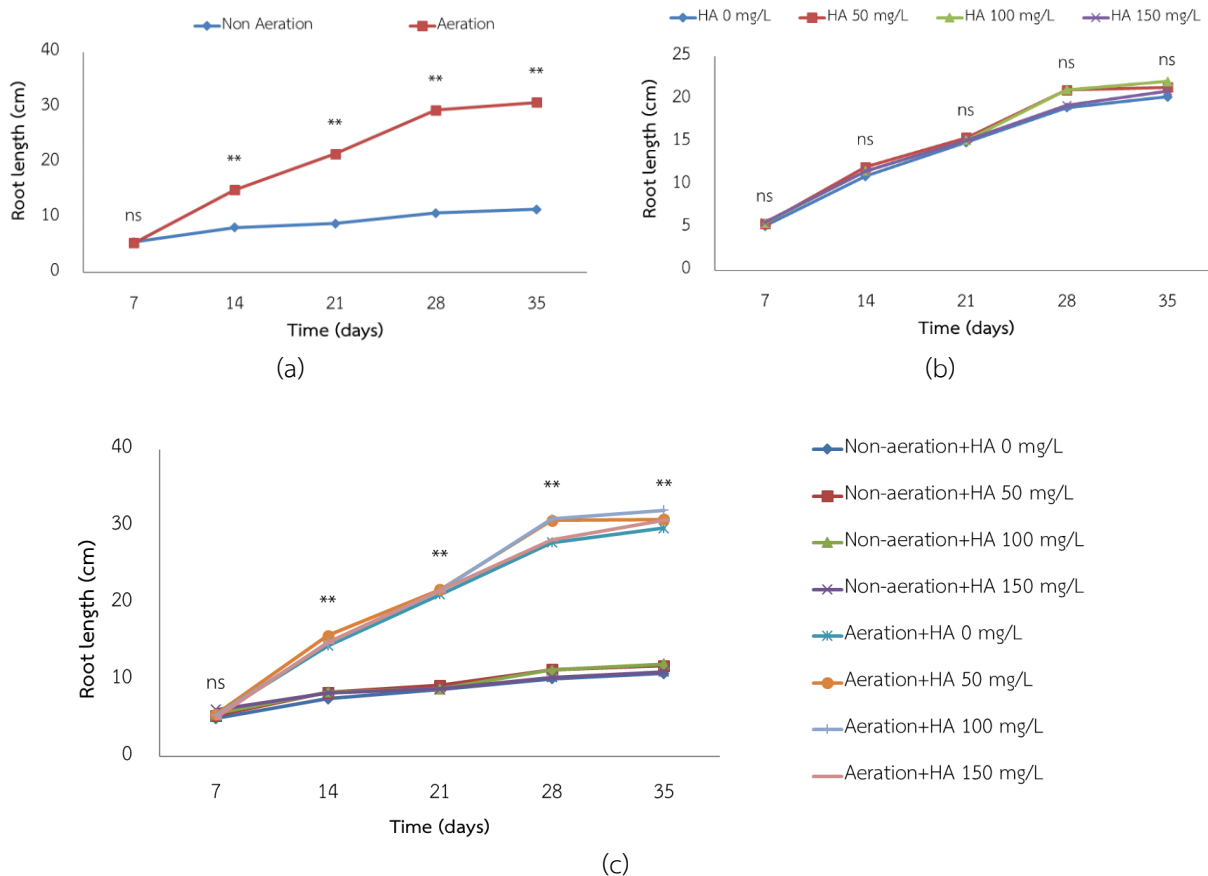 Non Aeration Aeration
40
30
20
10
0
Root length (cm)
ns
**
**
**
**
7 14 21 28 35
Time (days)
(a)
HA 0 mg/L HA 50 mg/L HA 100 mg/L HA 150 mg/L
25
20
15
10
5
0
Root length (cm)
ns
ns
ns
ns
ns
7 14 21 28 35
Time (days)
(b)
40
30
20
10
0
Root length (cm)
ns
**
**
**
**
7 14 21 28 35
Time (days)
Non-aeration+HA 0 mg/L
Non-aeration+HA 50 mg/L
Non-aeration+HA 100 mg/L
Non-aeration+HA 150 mg/L
Aeration+HA 0 mg/L
Aeration+HA 50 mg/L
Aeration+HA 100 mg/L
Aeration+HA 150 mg/L
(c)